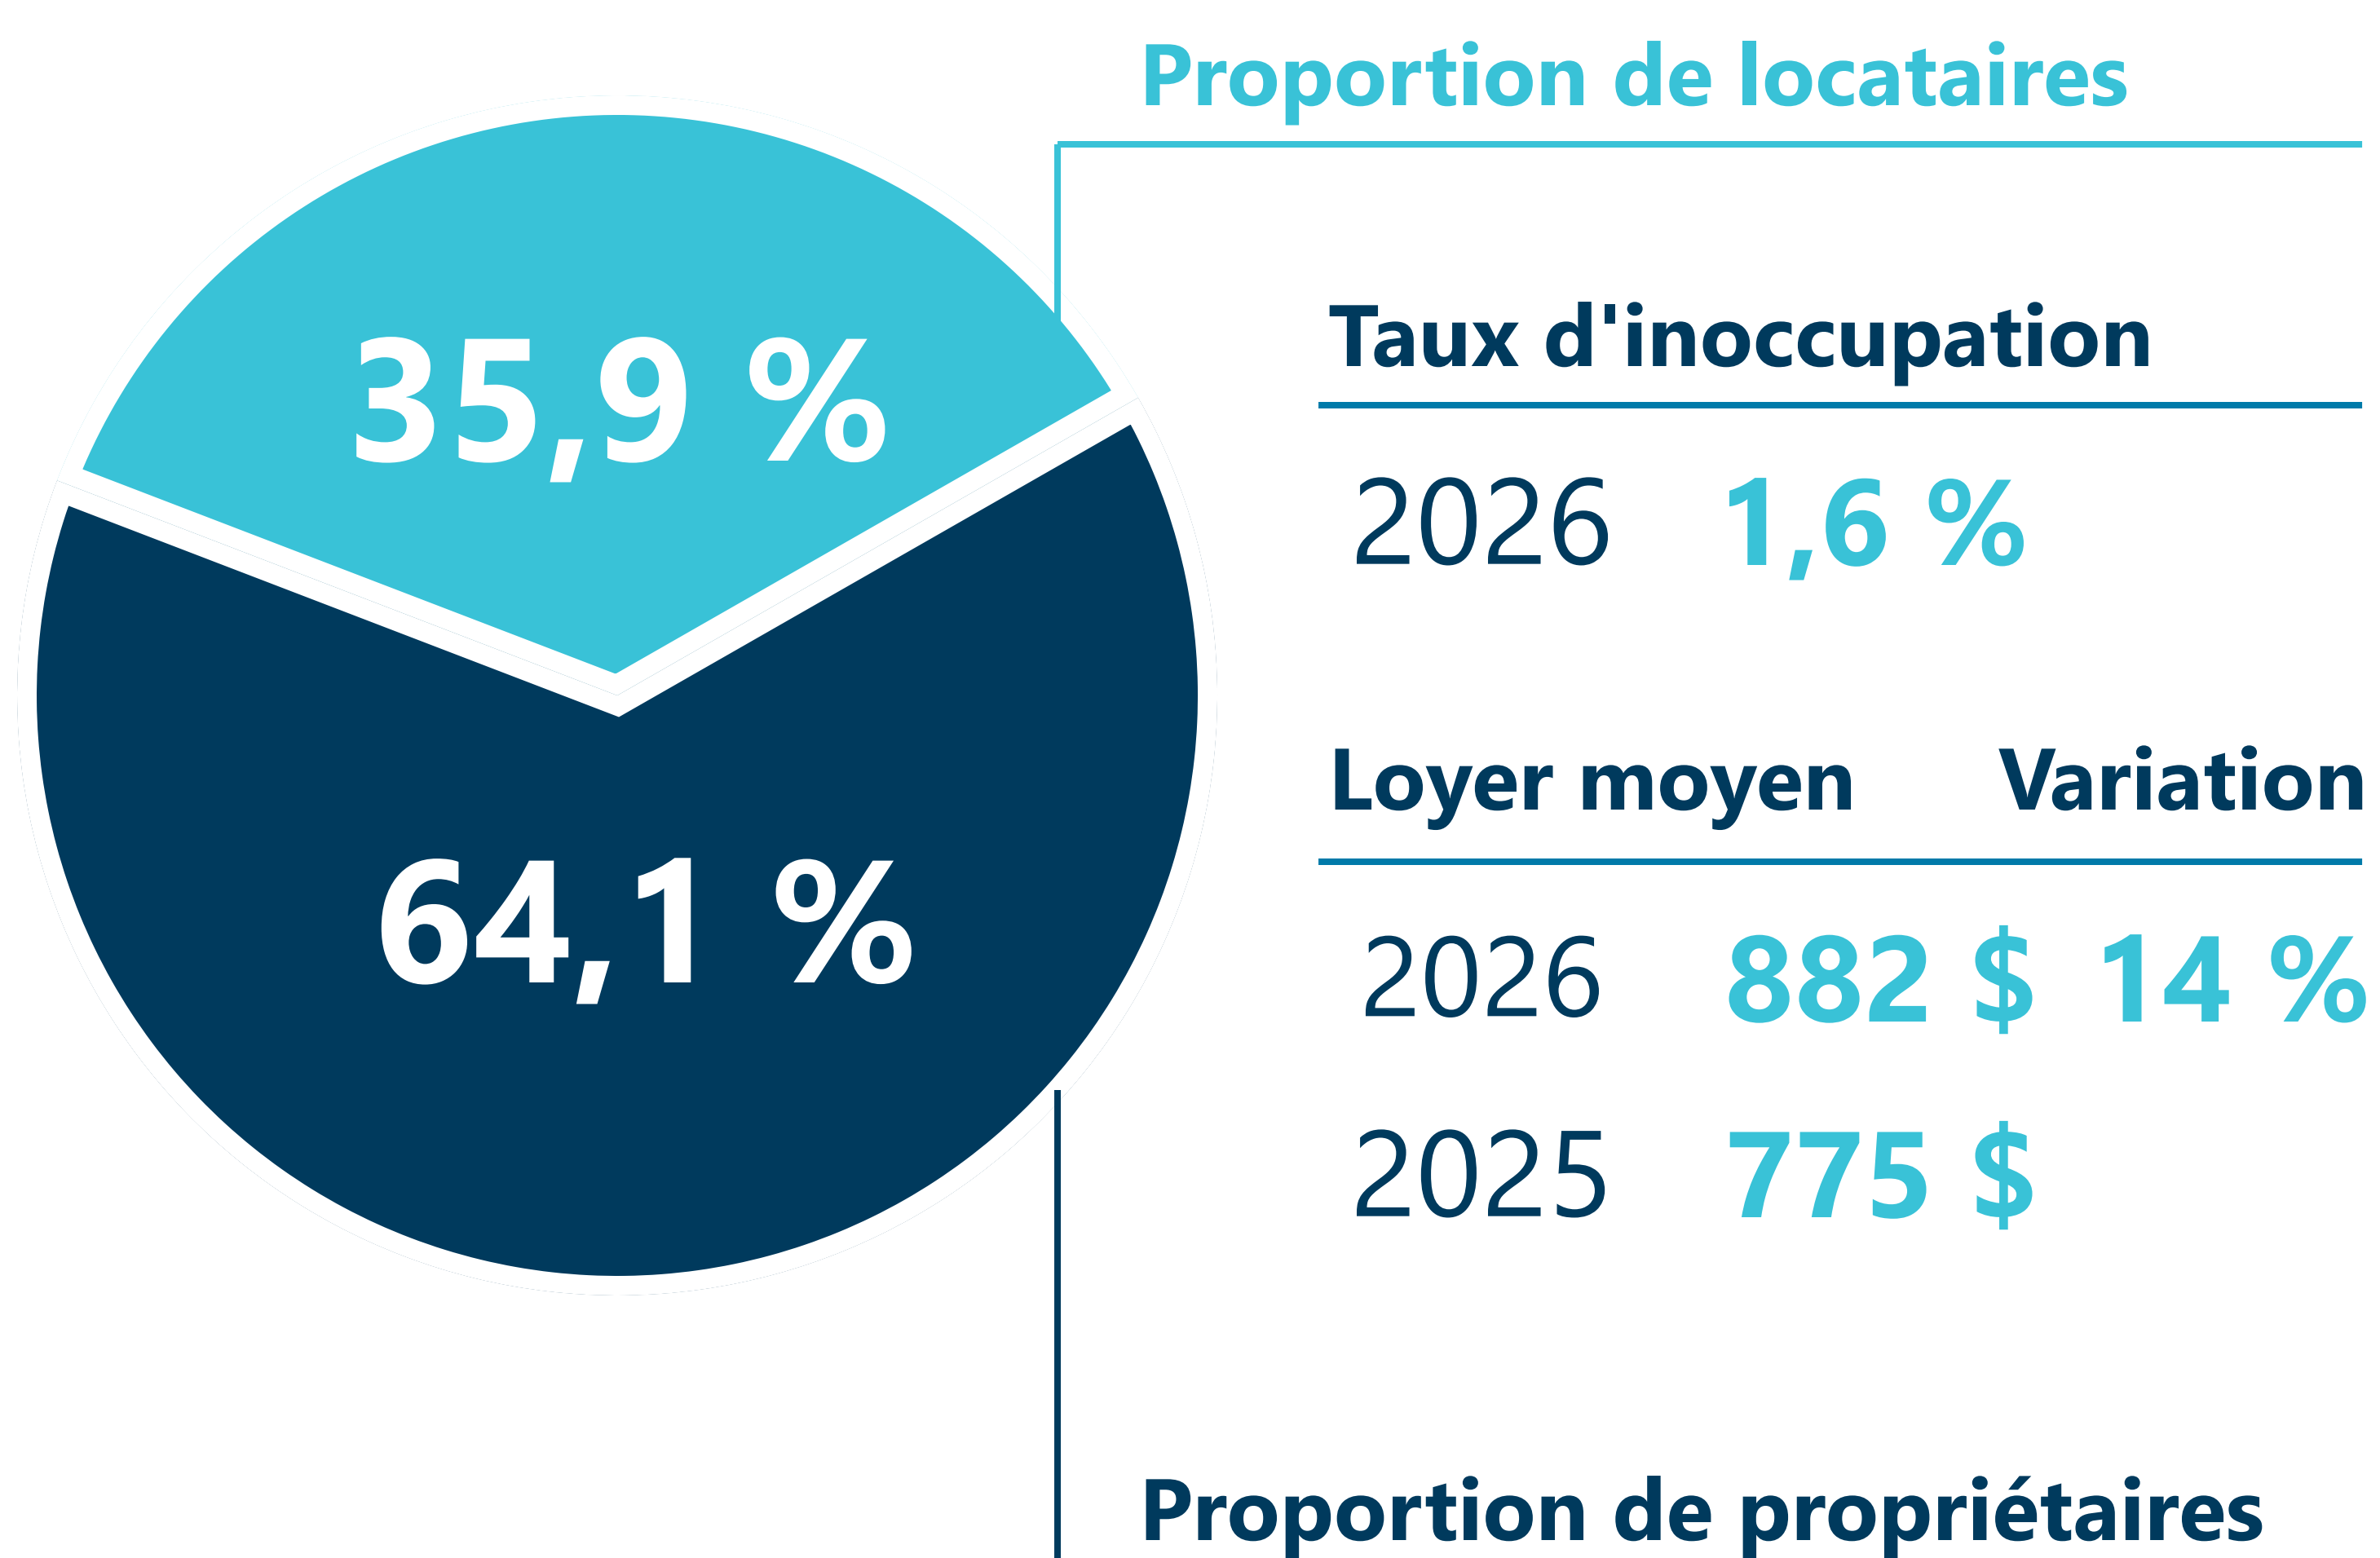 Proportion de locataires
35,9 %
Taux d'inoccupation
2026 1,6 %
64,1 %
Loyer moyen Variation
2026 882 $ 14 %
2025 775 $
Proportion de propriétaires